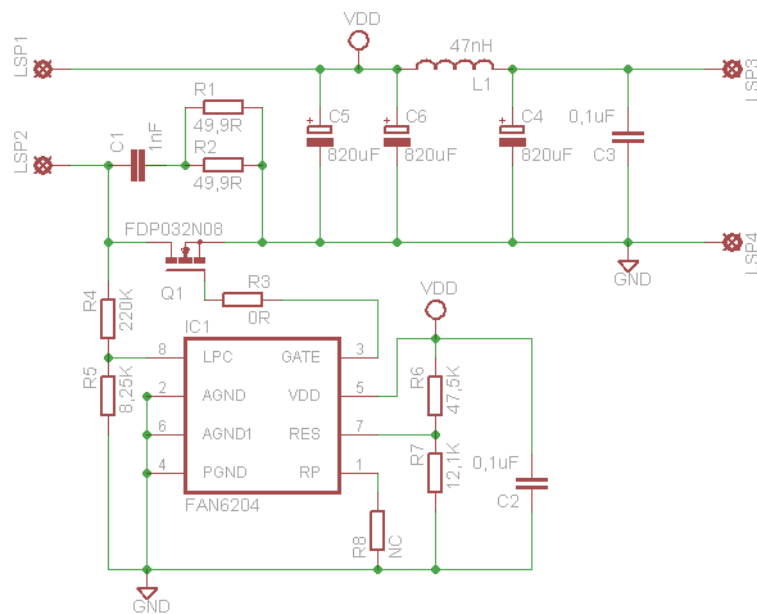 VDD
LSP1
47nH
L1
LSP3
R1
49,9R
C1
1nF
R2
49,9R
LSP2
C5
820uF
C6
820uF
C4
820uF
0,1uF
C3
FDP032N08
Q1
R3
0R
LSP4
GND
R4
220K
IC1
VDD
8
LPC
GATE
3
R5
8,25K
2
AGND
VDD
5
R6
47,5K
6
AGND1
RES
7
4
PGND
RP
1
R7
12,1K
0,1uF
C2
FAN6204
R8
NC
GND